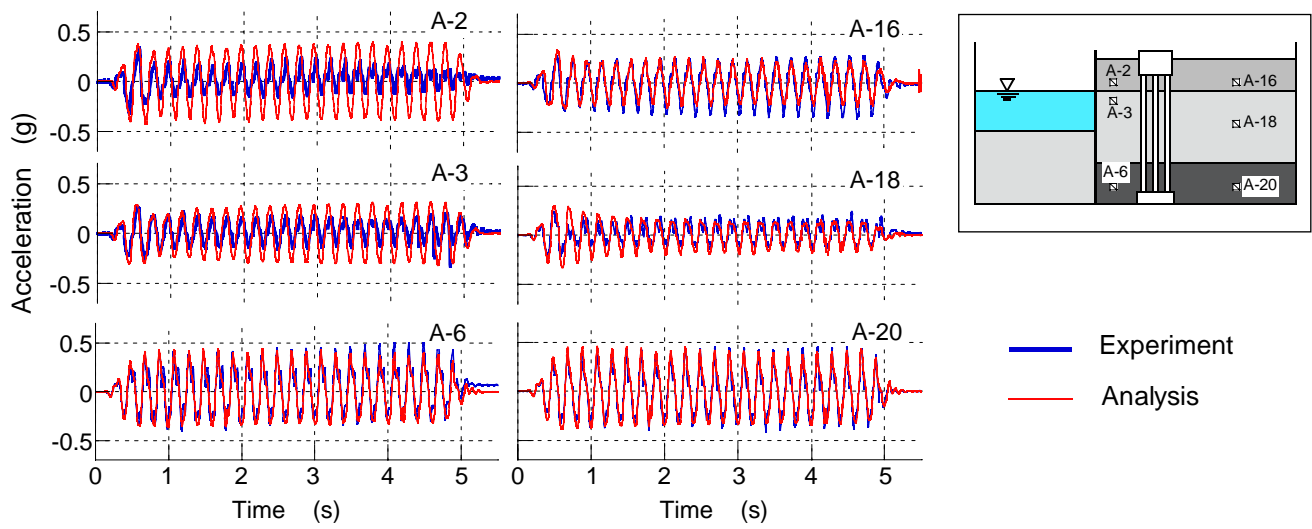 A-2
0.5
0
-0.5
A-16
A-3
0.5
0
-0.5
A-18
A-6
0.5
0
-0.5
A-20
0 1 2 3 4 5
0 1 2 3 4 5
Time (s)
Time (s)
Acceleration (g)
A-2
A-16
A-3
A-18
A-6
A-20
Experiment
Analysis